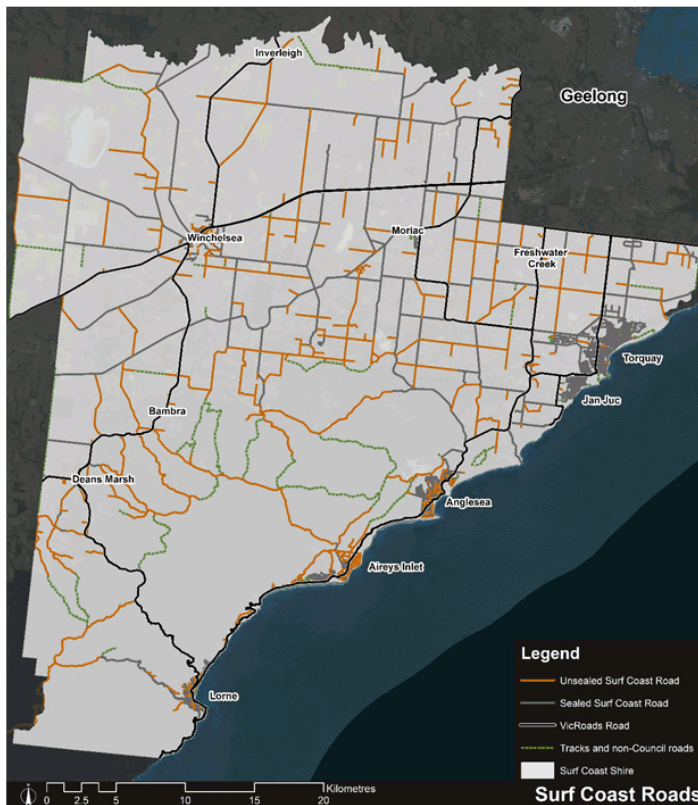 Inverleigh
Geelong
Winchelsea
Moriac
Freshwater
Creek
Torquay
Jan Juc
Bambra
Deans Marsh
Anglesea
Aireys Inlet
Lorne
Legend
Unsealed Surf Coast Road
Sealed Surf Coast Road
VicRoads Road
Tracks and non-Council roads
Surf Coast Shire
Kilometres
0 2.5 5 10 15 20
Surf Coast Roads